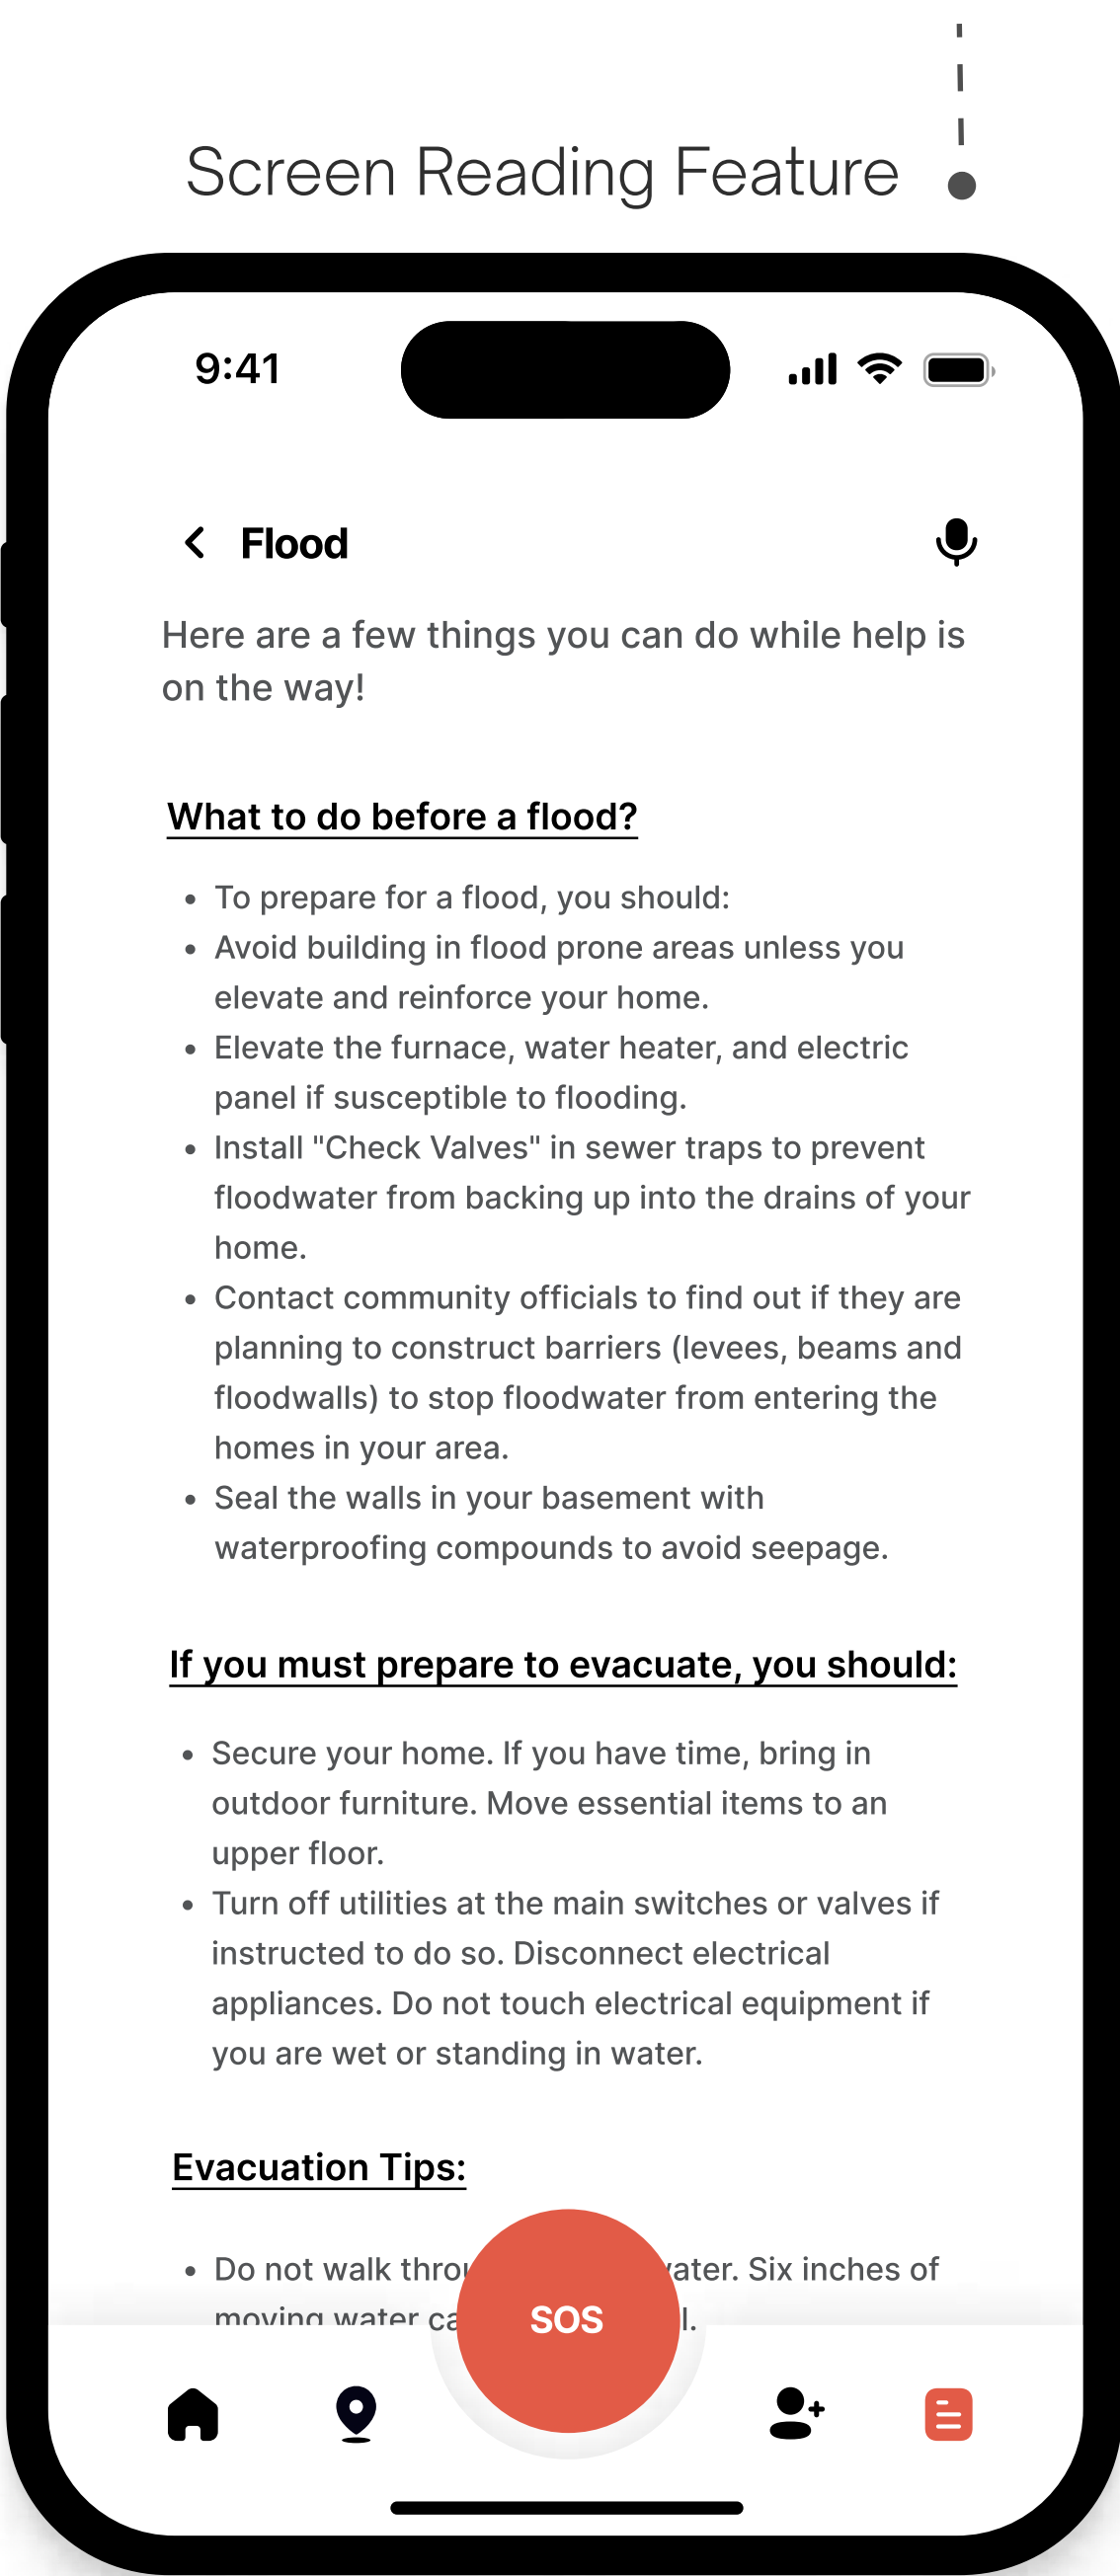 Screen Reading Feature
9:41
Flood
Here are a few things you can do while help is
on the way!
What to do before a flood?
• To prepare for a flood, you should:
• Avoid building in flood prone areas unless you
elevate and reinforce your home.
• Elevate the furnace, water heater, and electric
panel if susceptible to flooding.
• Install "Check Valves" in sewer traps to prevent
floodwater from backing up into the drains of your
home.
• Contact community officials to find out if they are
planning to construct barriers (levees, beams and
floodwalls) to stop floodwater from entering the
homes in your area.
• Seal the walls in your basement with
waterproofing compounds to avoid seepage.
If you must prepare to evacuate, you should:
• Secure your home. If you have time, bring in
outdoor furniture. Move essential items to an
upper floor.
• Turn off utilities at the main switches or valves if
instructed to do so. Disconnect electrical
appliances. Do not touch electrical equipment if
you are wet or standing in water.
Evacuation Tips:
• Do not walk Six inches of
moving water
SOS